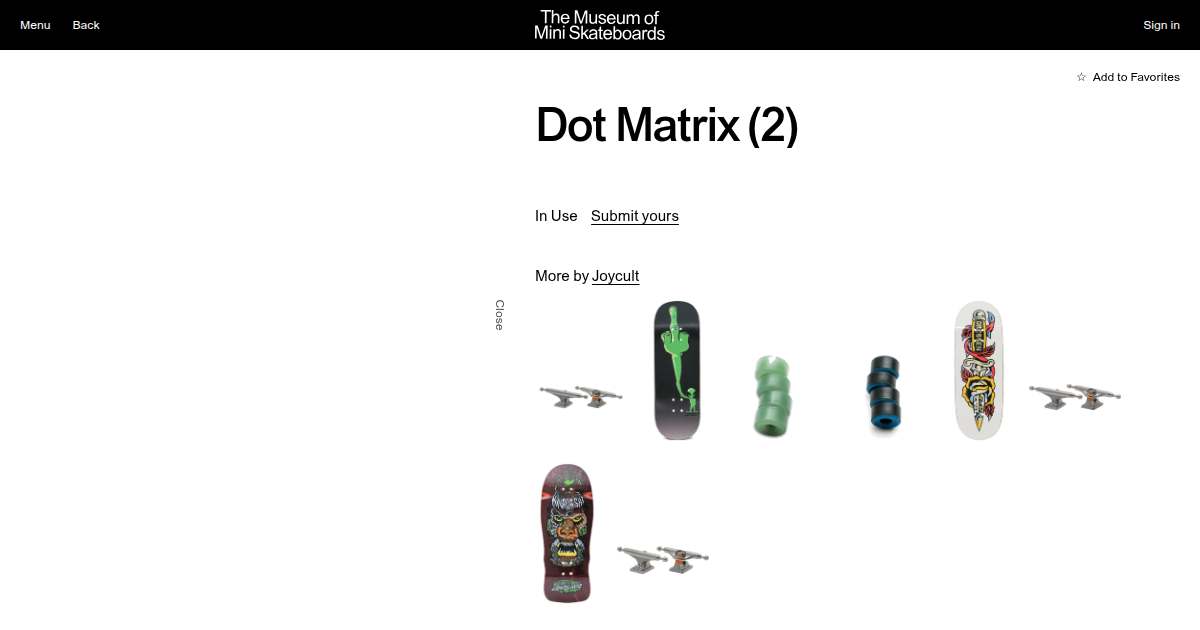 Menu
Back
The Museum of
Mini Skateboards
Sign in
☆ Add to Favorites
Dot Matrix (2)
In Use Submit yours
More by Joycult
Close